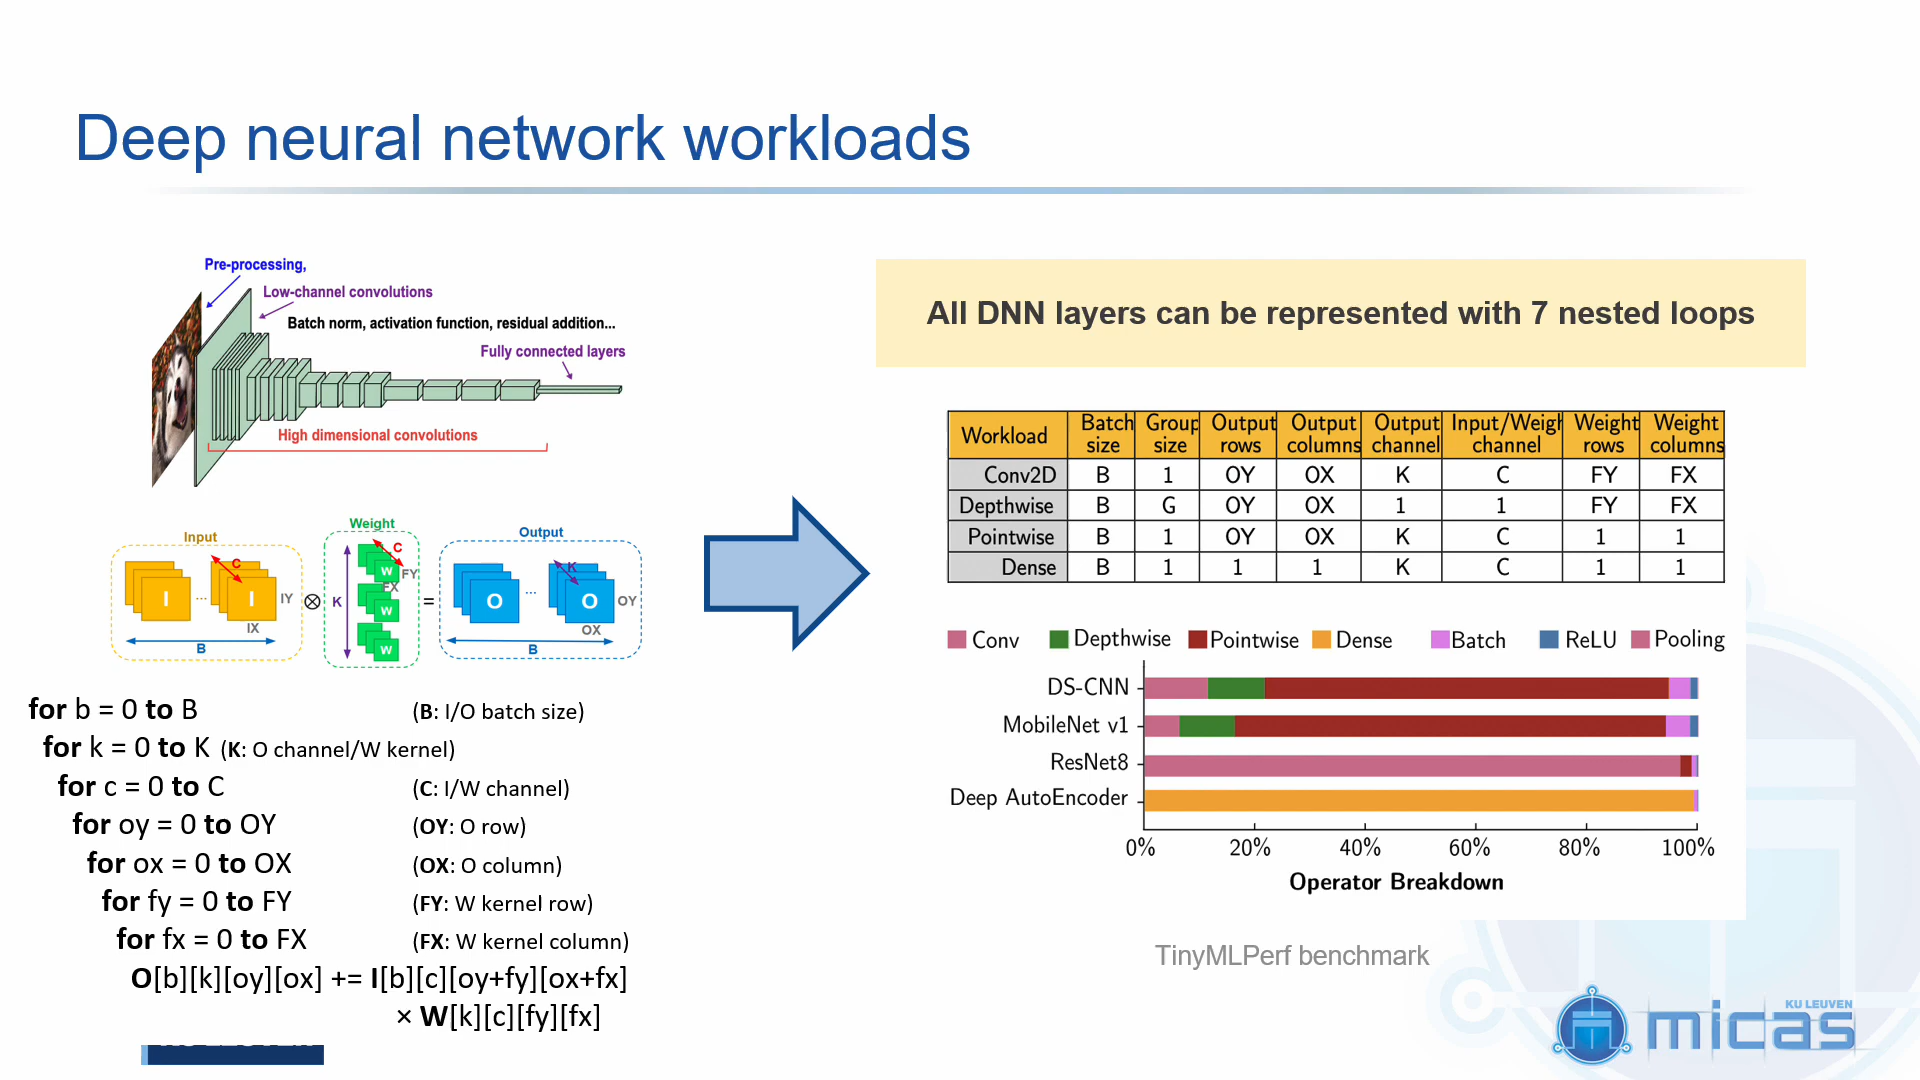 Deep neural network workloads
Pre-processing,
Low-channel convolutions
Batch norm, activation function, residual addition...
Fully connected layers
High dimensional convolutions
Input
Weight
Output
C
I
...
I
IY
IX
B
K
C
W
FY
FX
W
W
=
O
...
K
O
OY
OX
B
for b = 0 to B (B: I/O batch size)
for k = 0 to K (K: O channel/W kernel)
for c = 0 to C (C: I/W channel)
for oy = 0 to OY (OY: O row)
for ox = 0 to OX (OX: O column)
for fy = 0 to FY (FY: W kernel row)
for fx = 0 to FX (FX: W kernel column)
O[b][k][oy][ox] += I[b][c][oy+fy][ox+fx]
× W[k][c][fy][fx]
All DNN layers can be represented with 7 nested loops
Workload Batch size Group size Output rows Output columns Output channel Input/Weigh channel Weight rows Weight columns
Conv2D B 1 OY OX K C FY FX
Depthwise B G OY OX 1 1 FY FX
Pointwise B 1 OY OX K C 1 1
Dense B 1 1 1 K C 1 1
Conv Depthwise Pointwise Dense Batch ReLU Pooling
DS-CNN
MobileNet v1
ResNet8
Deep AutoEncoder
0% 20% 40% 60% 80% 100%
Operator Breakdown
TinyMLPerf benchmark
KU LEUVEN
micas